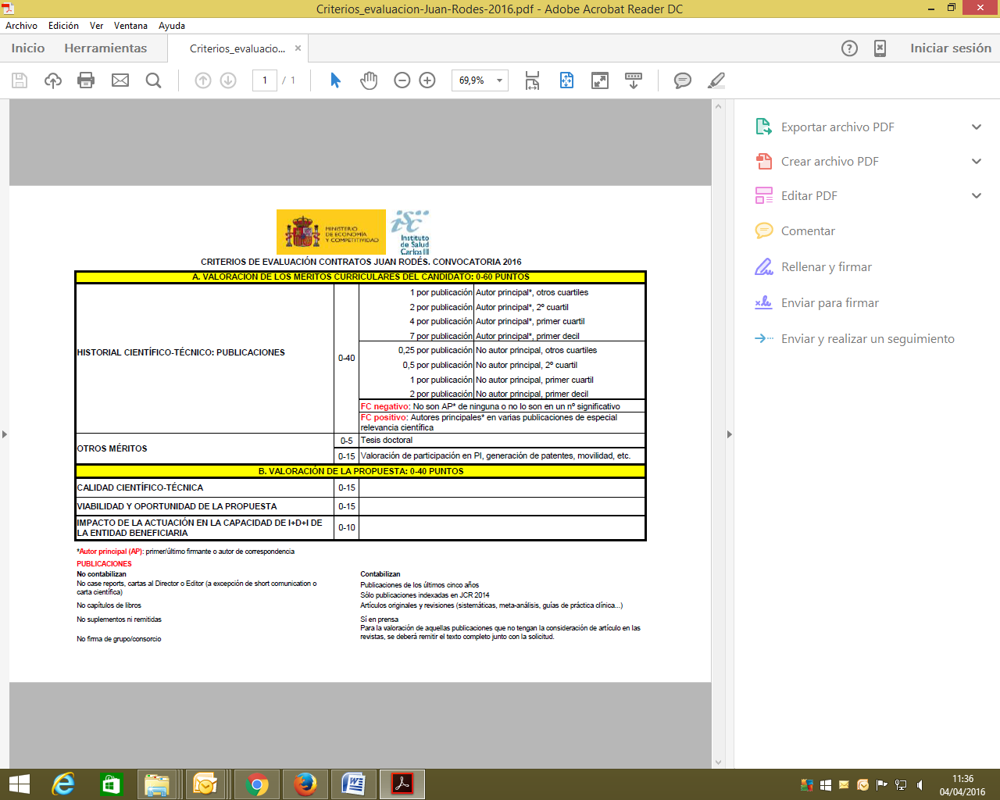 Criterios_evaluacion-Juan-Rodes-2016.pdf - Adobe Acrobat Reader DC
Archivo Edición Ver Ventana Ayuda
Inicio Herramientas Criterios_evaluacio... × Iniciar sesión
1 / 1 69,9%
Exportar archivo PDF
Crear archivo PDF
Editar PDF
Comentar
Rellenar y firmar
Enviar para firmar
Enviar y realizar un seguimiento
MINISTERIO
DE ECONOMÍA
Y COMPETITIVIDAD
isc
Instituto
de Salud
Carlos III
CRITERIOS DE EVALUACIÓN CONTRATOS JUAN RODÉS. CONVOCATORIA 2016
A. VALORACIÓN DE LOS MÉRITOS CURRICULARES DEL CANDIDATO: 0-60 PUNTOS
HISTORIAL CIENTÍFICO-TÉCNICO: PUBLICACIONES
0-40
1 por publicación Autor principal*, otros cuartiles
2 por publicación Autor principal*, 2º cuartil
4 por publicación Autor principal*, primer cuartil
7 por publicación Autor principal*, primer decil
0,25 por publicación No autor principal, otros cuartiles
0,5 por publicación No autor principal, 2º cuartil
1 por publicación No autor principal, primer cuartil
2 por publicación No autor principal, primer decil
FC negativo: No son AP* de ninguna o no lo son en un nº significativo
FC positivo: Autores principales* en varias publicaciones de especial
relevancia científica
OTROS MÉRITOS
0-5 Tesis doctoral
0-15 Valoración de participación en PI, generación de patentes, movilidad, etc.
B. VALORACIÓN DE LA PROPUESTA: 0-40 PUNTOS
CALIDAD CIENTÍFICO-TÉCNICA 0-15
VIABILIDAD Y OPORTUNIDAD DE LA PROPUESTA 0-15
IMPACTO DE LA ACTUACIÓN EN LA CAPACIDAD DE I+D+I DE
LA ENTIDAD BENEFICIARIA
0-10
*Autor principal (AP): primer/último firmante o autor de correspondencia
PUBLICACIONES
No contabilizan
No case reports, cartas al Director o Editor (a excepción de short comunication o
carta científica)
No capítulos de libros
No suplementos ni remitidas
No firma de grupo/consorcio
Contabilizan
Publicaciones de los últimos cinco años
Sólo publicaciones indexadas en JCR 2014
Artículos originales y revisiones (sistemáticas, meta-análisis, guías de práctica clínica...)
Sí en prensa
Para la valoración de aquellas publicaciones que no tengan la consideración de artículo en las
revistas, se deberá remitir el texto completo junto con la solicitud.
11:36
04/04/2016